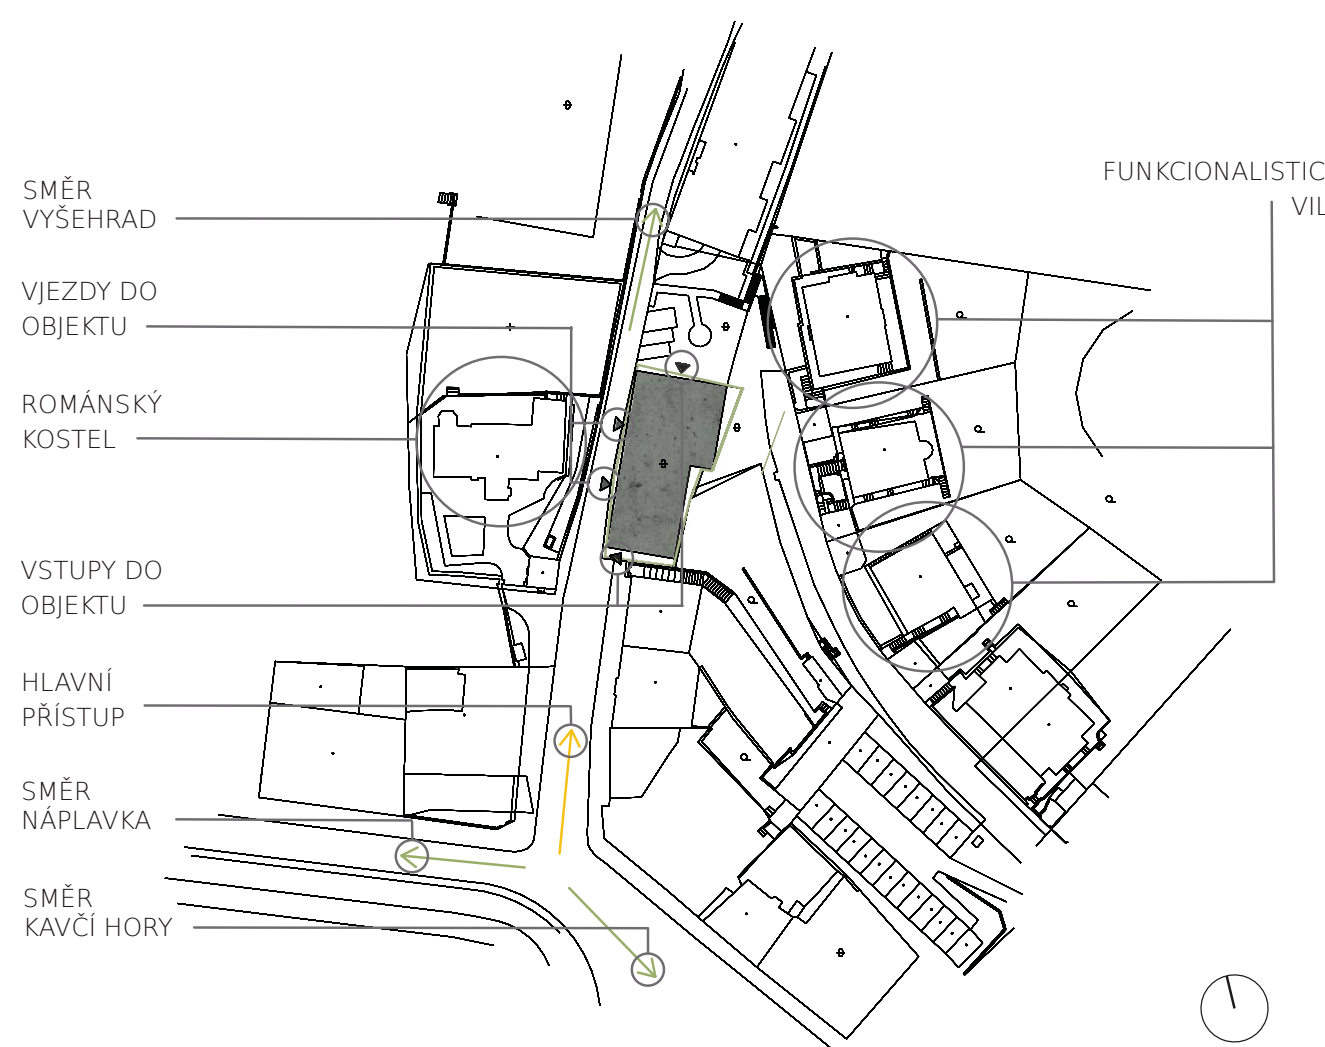 SMĚR
VYŠEHRAD
VJEZDY DO
OBJEKTU
ROMÁNSKÝ
KOSTEL
VSTUPY DO
OBJEKTU
HLAVNÍ
PŘÍSTUP
SMĚR
NÁPLAVKA
SMĚR
KAVČÍ HORY
FUNKCIONALISTIC
VIL